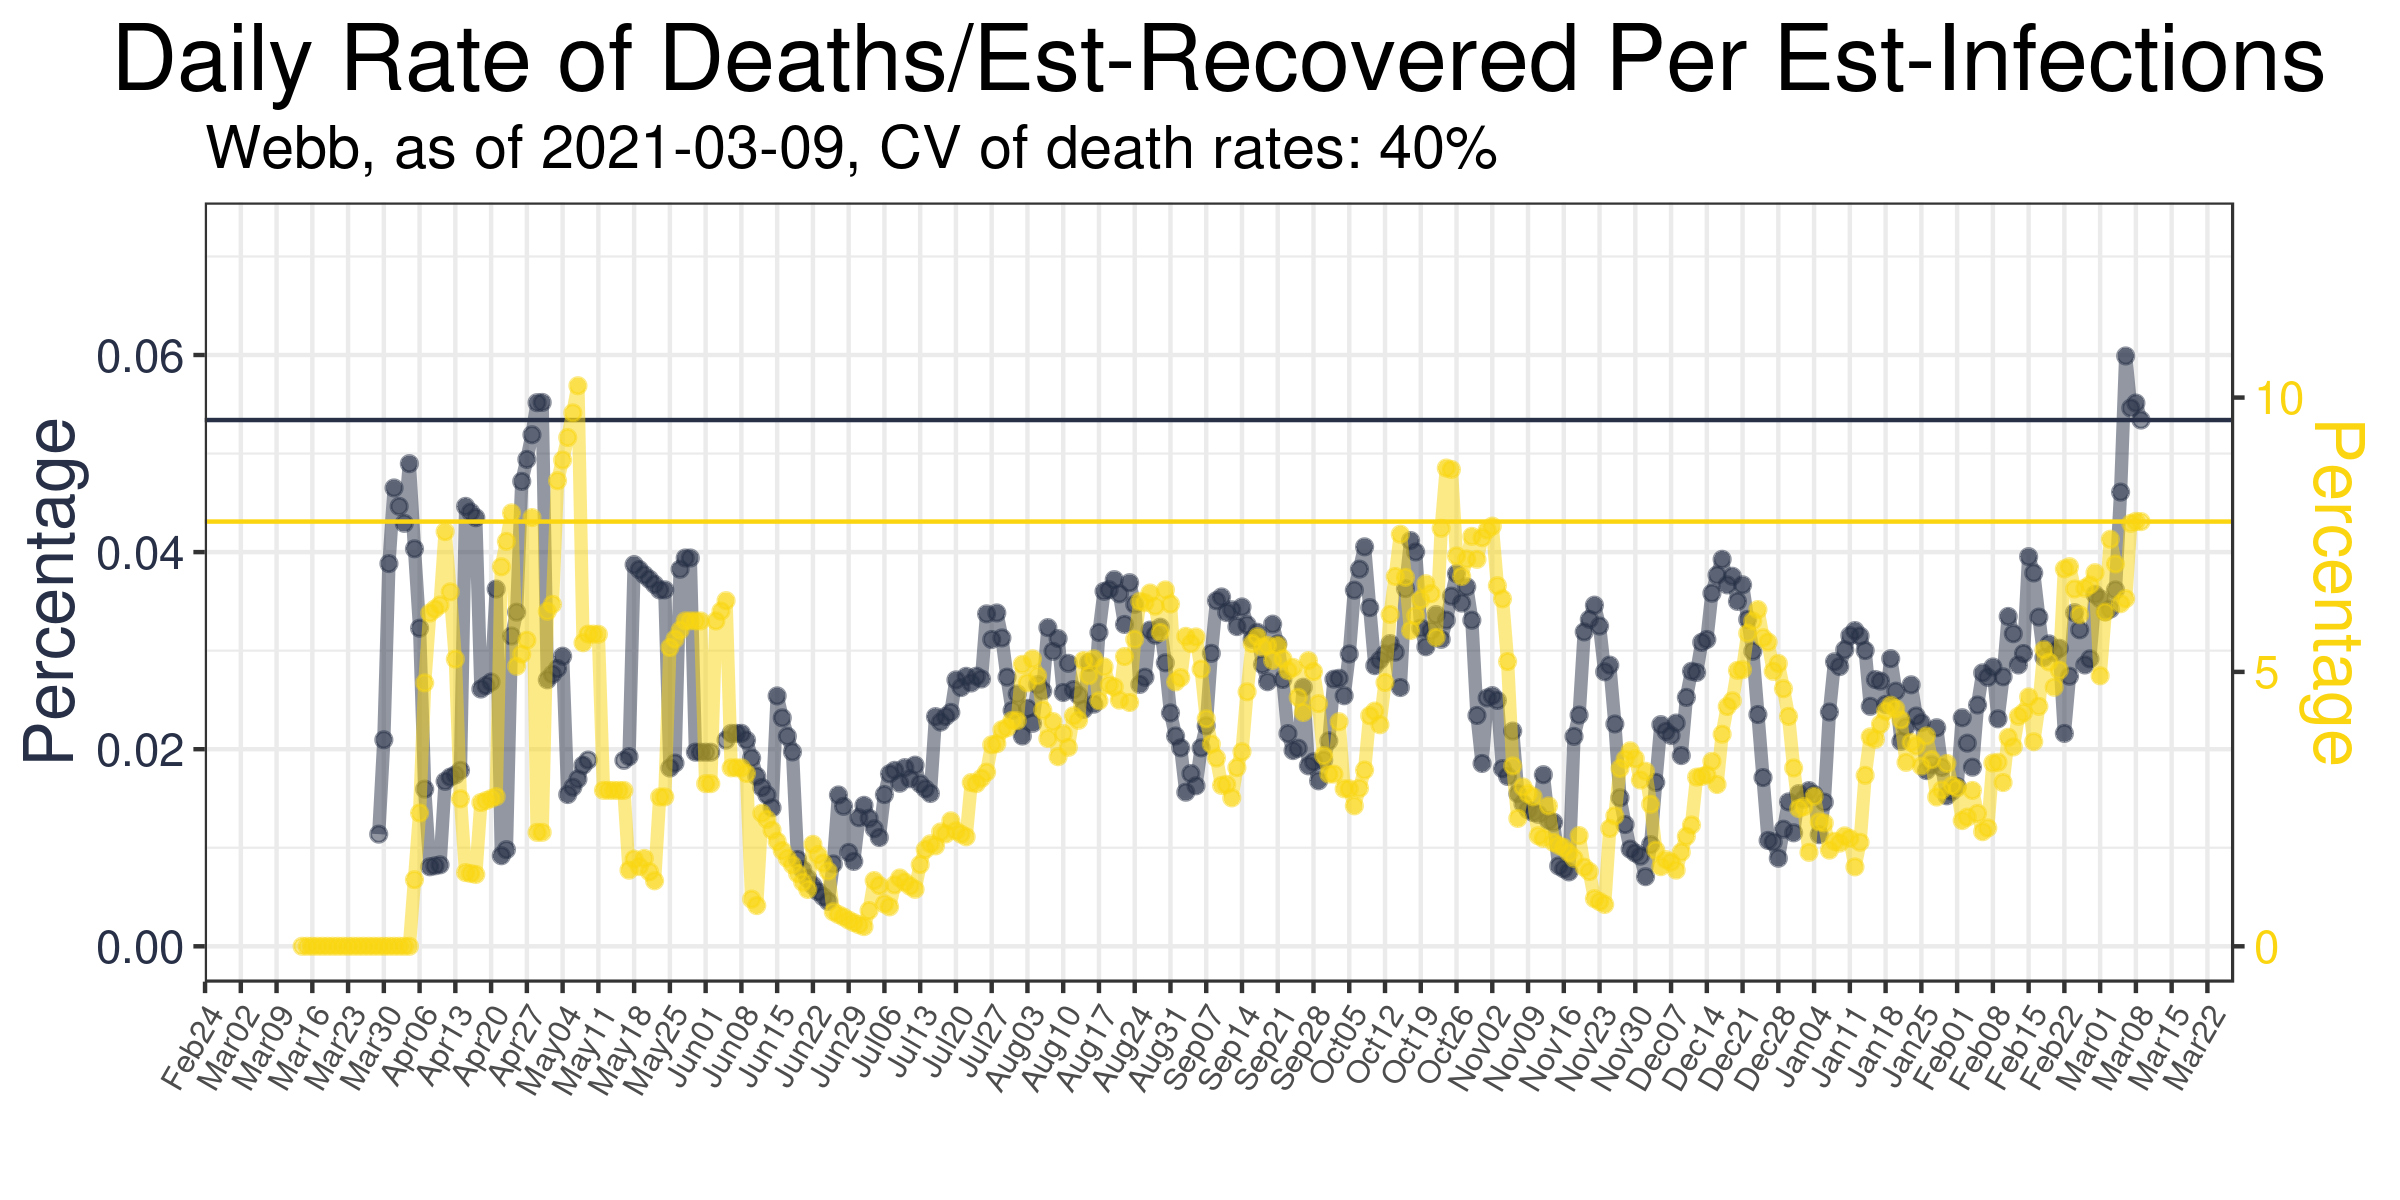 Daily Rate of Deaths/Est-Recovered Per Est-Infections
Webb, as of 2021-03-09, CV of death rates: 40%
Percentage
0.06
0.04
0.02
0.00
10
5
0
Percentage
Feb24 Mar02 Mar09 Mar16 Mar23 Mar30 Apr06 Apr13 Apr20 Apr27 May04 May11 May18 May25 Jun01 Jun08 Jun15 Jun22 Jun29 Jul06 Jul13 Jul20 Jul27 Aug03 Aug10 Aug17 Aug24 Aug31 Sep07 Sep14 Sep21 Sep28 Oct05 Oct12 Oct19 Oct26 Nov02 Nov09 Nov16 Nov23 Nov30 Dec07 Dec14 Dec21 Dec28 Jan04 Jan11 Jan18 Jan25 Feb01 Feb08 Feb15 Feb22 Mar01 Mar08 Mar15 Mar22